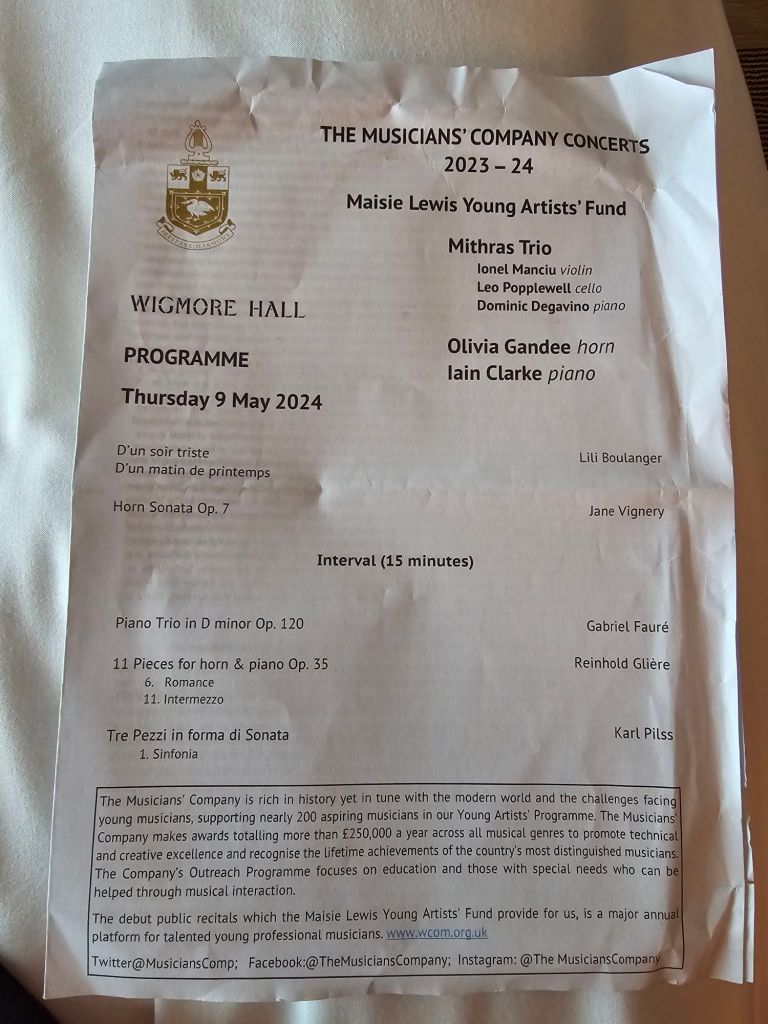 THE MUSICIANS' COMPANY CONCERTS
2023 – 24
Maisie Lewis Young Artists' Fund
Mithras Trio
Ionel Manciu violin
Leo Popplewell cello
Dominic Degavino piano
WIGMORE HALL
Olivia Gandee horn
PROGRAMME
Iain Clarke piano
Thursday 9 May 2024
D'un soir triste
D'un matin de printemps
Lili Boulanger
Horn Sonata Op. 7
Jane Vignery
Interval (15 minutes)
Piano Trio in D minor Op. 120
Gabriel Fauré
11 Pieces for horn & piano Op. 35
Reinhold Glière
6. Romance
11. Intermezzo
Tre Pezzi in forma di Sonata
Karl Pilss
1. Sinfonia
The Musicians' Company is rich in history yet in tune with the modern world and the challenges facing
young musicians, supporting nearly 200 aspiring musicians in our Young Artists' Programme. The Musicians'
Company makes awards totalling more than £250,000 a year across all musical genres to promote technical
and creative excellence and recognise the lifetime achievements of the country's most distinguished musicians.
The Company's Outreach Programme focuses on education and those with special needs who can be
helped through musical interaction.
The debut public recitals which the Maisie Lewis Young Artists' Fund provide for us, is a major annual
platform for talented young professional musicians. www.wcom.org.uk
Twitter@MusiciansComp; Facebook:@TheMusiciansCompany; Instagram: @The MusiciansCompany